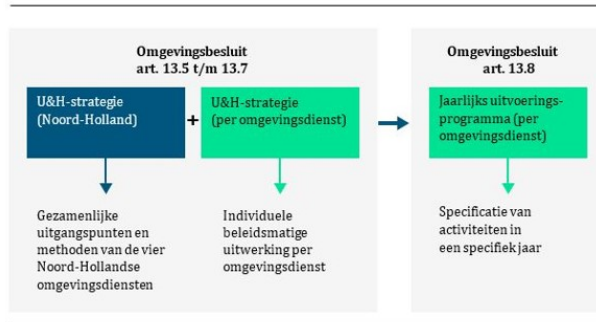 Omgevingsbesluit
art. 13.5 t/m 13.7
U&H-strategie
(Noord-Holland)
+
U&H-strategie
(per omgevingsdienst)
Gezamenlijke
uitgangspunten en
methoden van de vier
Noord-Hollandse
omgevingsdiensten
Individuele
beleidsmatige
uitwerking per
omgevingsdienst
Omgevingsbesluit
art. 13.8
Jaarlijks uitvoerings-
programma (per
omgevingsdienst)
Specificatie van
activiteiten in
een specifiek jaar